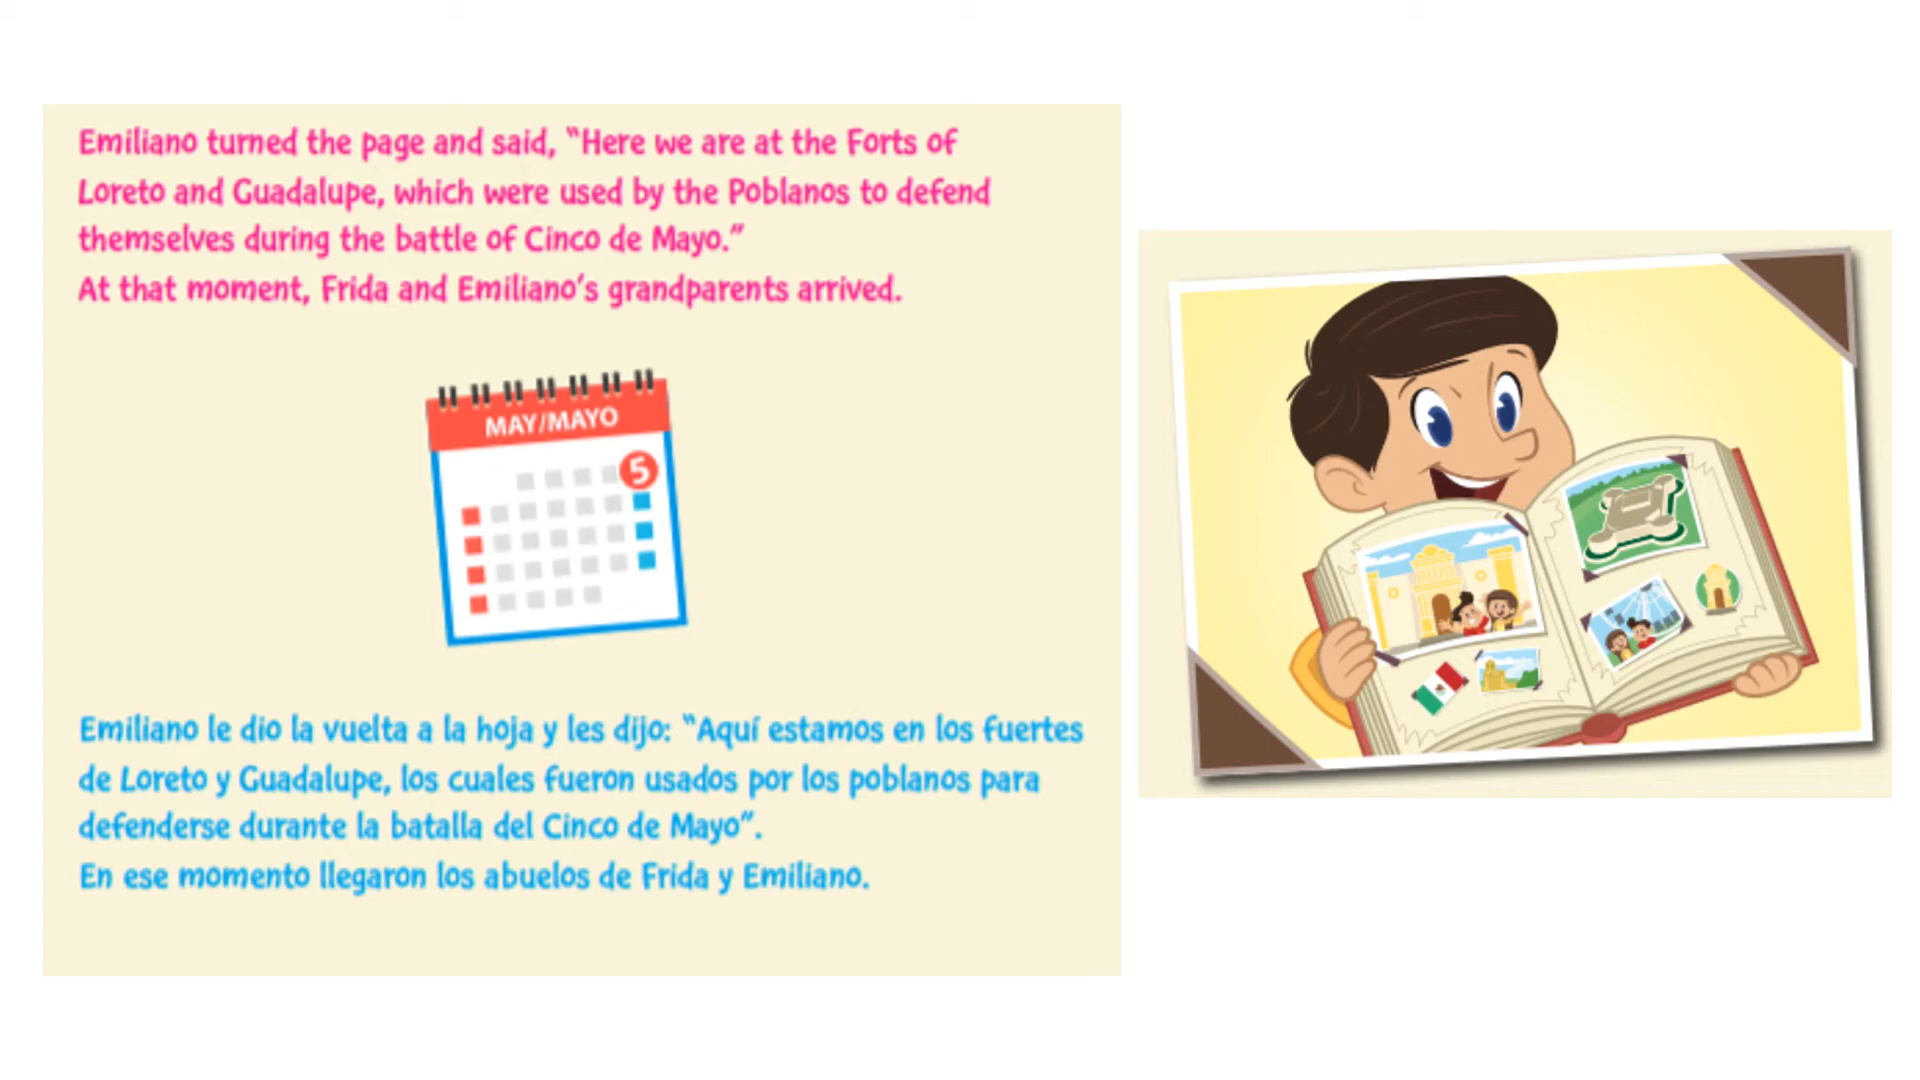 Emiliano turned the page and said, “Here we are at the Forts of
Loreto and Guadalupe, which were used by the Poblanos to defend
themselves during the battle of Cinco de Mayo.”
At that moment, Frida and Emiliano’s grandparents arrived.
MAY/MAYO
5
Emiliano le dio la vuelta a la hoja y les dijo: “Aquí estamos en los fuertes
de Loreto y Guadalupe, los cuales fueron usados por los poblanos para
defenderse durante la batalla del Cinco de Mayo”.
En ese momento llegaron los abuelos de Frida y Emiliano.